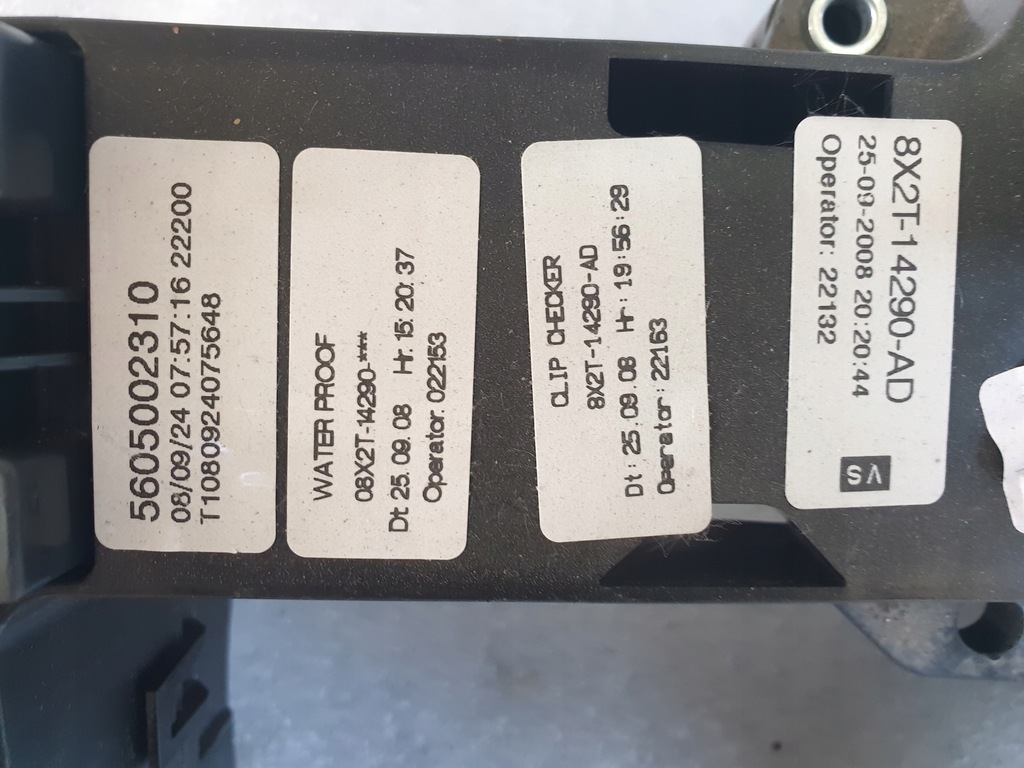 5605002310
08/09/24 07:57:16 22200
T10809240756​48
WATER PROOF
08X2T-14290-***
Dt 25. 09. 08 Hr. 15: 20: 37
Operator: 022153
CLIP CHECKER
8X2T-14290-AD
Dt: 25.09.08 Hr: 19:56:29
Operator: 22163
8X2T-14290-AD
25-09-2008 20:20:44
Operator: 22132